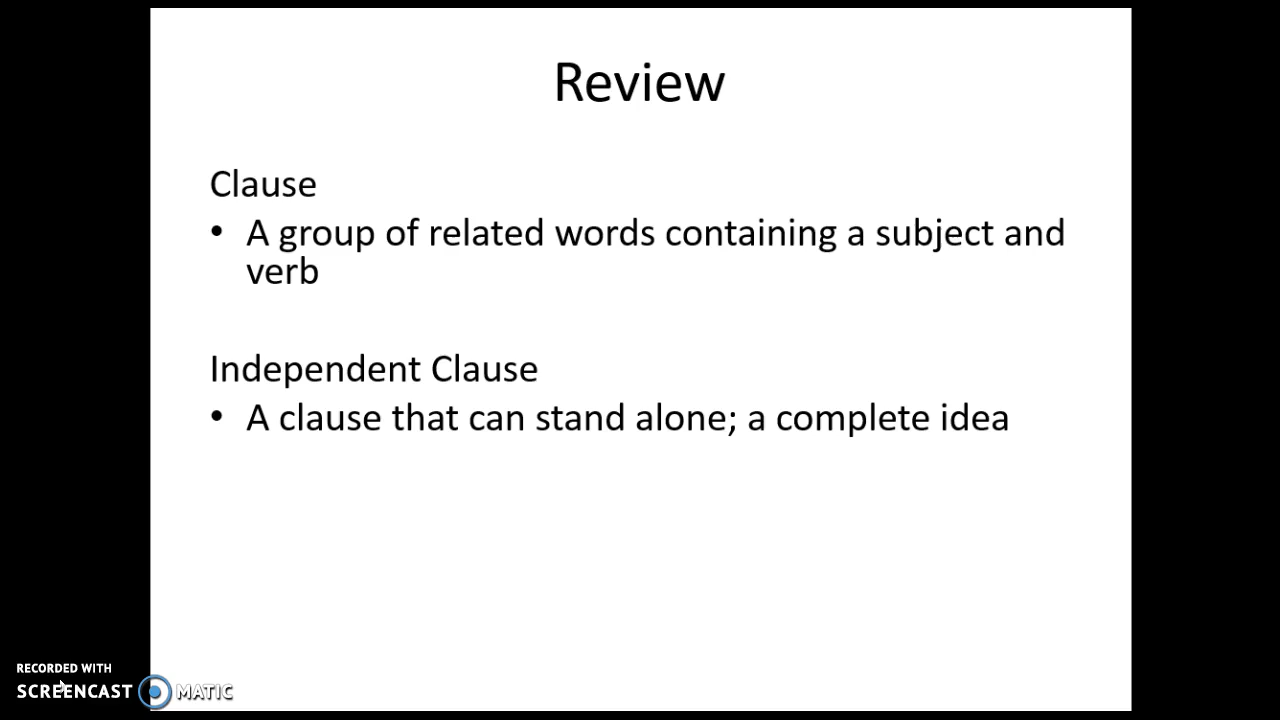 Review
Clause
• A group of related words containing a subject and
verb
Independent Clause
• A clause that can stand alone; a complete idea
RECORDED WITH
SCREENCAST MATIC